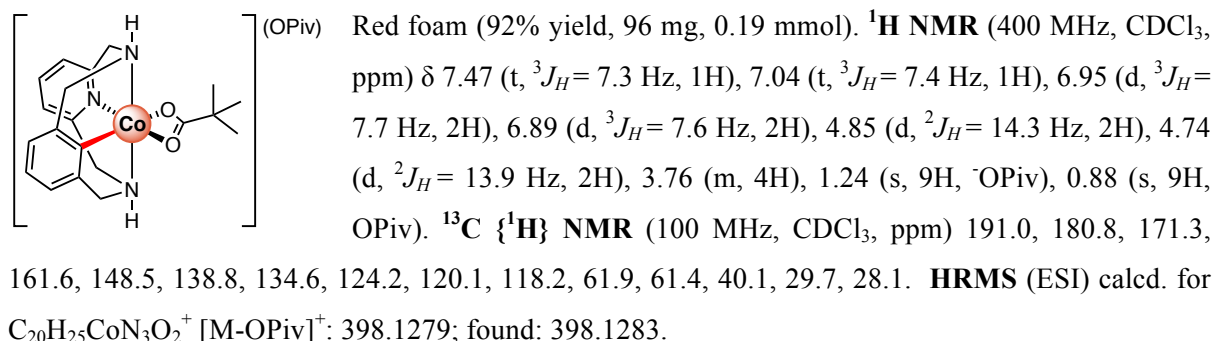 H
N
N
Co
O
O
N
H
(OPiv)
Red foam (92% yield, 96 mg, 0.19 mmol). ¹H NMR (400 MHz, CDCl₃,
ppm) δ 7.47 (t, ³J_H = 7.3 Hz, 1H), 7.04 (t, ³J_H = 7.4 Hz, 1H), 6.95 (d, ³J_H =
7.7 Hz, 2H), 6.89 (d, ³J_H = 7.6 Hz, 2H), 4.85 (d, ²J_H = 14.3 Hz, 2H), 4.74
(d, ²J_H = 13.9 Hz, 2H), 3.76 (m, 4H), 1.24 (s, 9H, ⁻OPiv), 0.88 (s, 9H,
OPiv). ¹³C {¹H} NMR (100 MHz, CDCl₃, ppm) 191.0, 180.8, 171.3,
161.6, 148.5, 138.8, 134.6, 124.2, 120.1, 118.2, 61.9, 61.4, 40.1, 29.7, 28.1. HRMS (ESI) calcd. for
C₂₀H₂₅CoN₃O₂⁺ [M-OPiv]⁺: 398.1279; found: 398.1283.